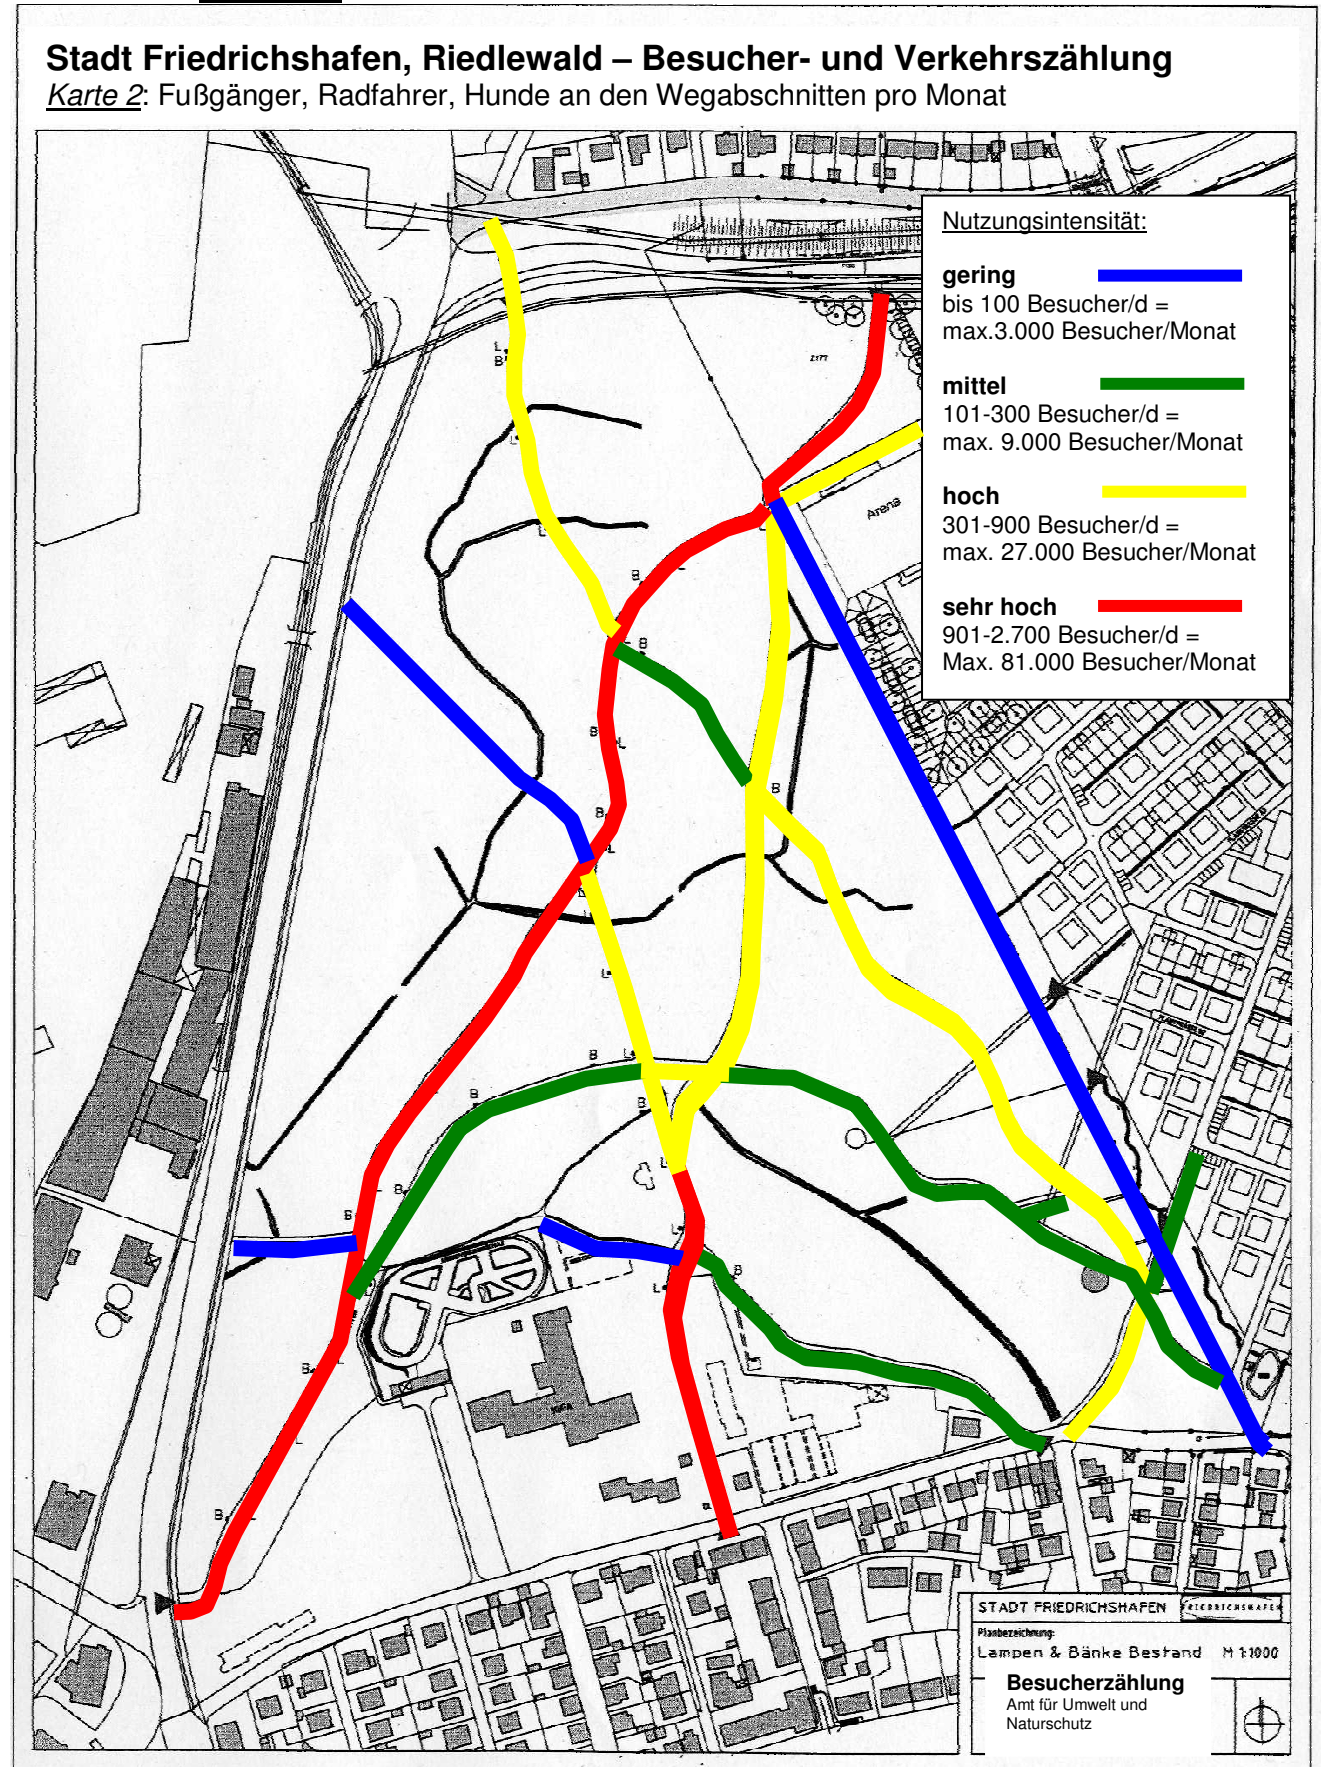 Stadt Friedrichshafen, Riedlewald – Besucher- und Verkehrszählung
Karte 2: Fußgänger, Radfahrer, Hunde an den Wegabschnitten pro Monat
Nutzungsintensität:
gering
bis 100 Besucher/d =
max.3.000 Besucher/Monat
mittel
101-300 Besucher/d =
max. 9.000 Besucher/Monat
hoch
301-900 Besucher/d =
max. 27.000 Besucher/Monat
sehr hoch
901-2.700 Besucher/d =
Max. 81.000 Besucher/Monat
Arena
L
B
L
L
B
B
B
L
B
L
B
L
L
L
B
L
B
B
B
L
B
L
L
B
B
B
L
STADT FRIEDRICHSHAFEN
FRIEDRICHSHAFEN
Planbezeichnung:
Lampen & Bänke Bestand M 1:1000
Besucherzählung
Amt für Umwelt und
Naturschutz